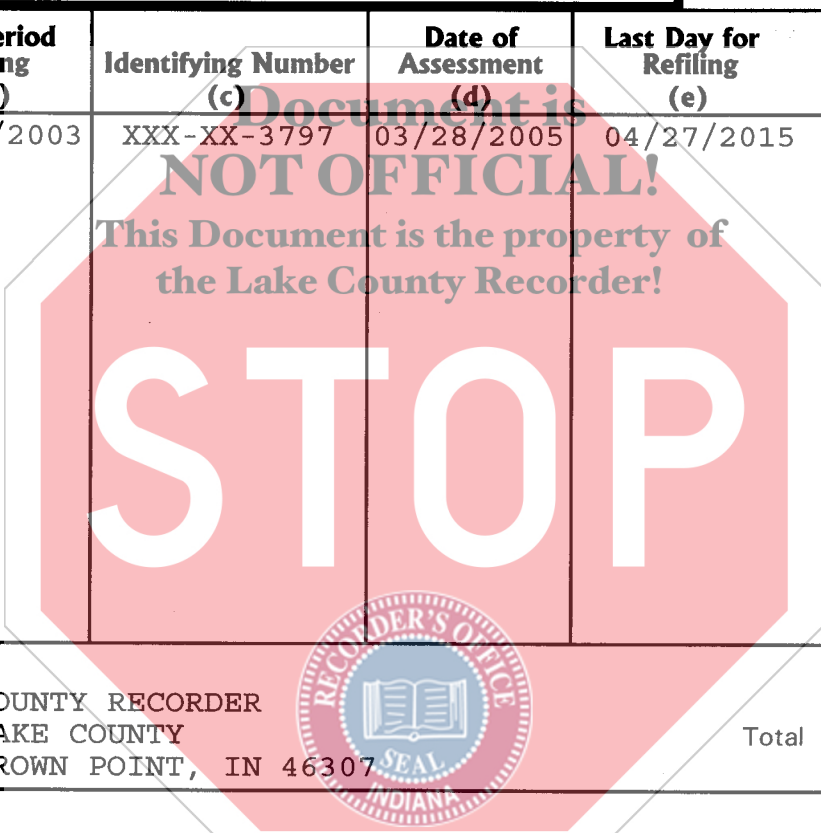 eriod
ng
)
Identifying Number
(c)
Date of
Assessment
(d)
Last Day for
Refiling
(e)
/2003 XXX-XX-3797 03/28/2005 04/27/2015
Document is
NOT OFFICIAL!
This Document is the property of
the Lake County Recorder!
STOP
OUNTY RECORDER
AKE COUNTY
ROWN POINT, IN 46307
Total
RECORDER'S OFFICE
SEAL
INDIANA